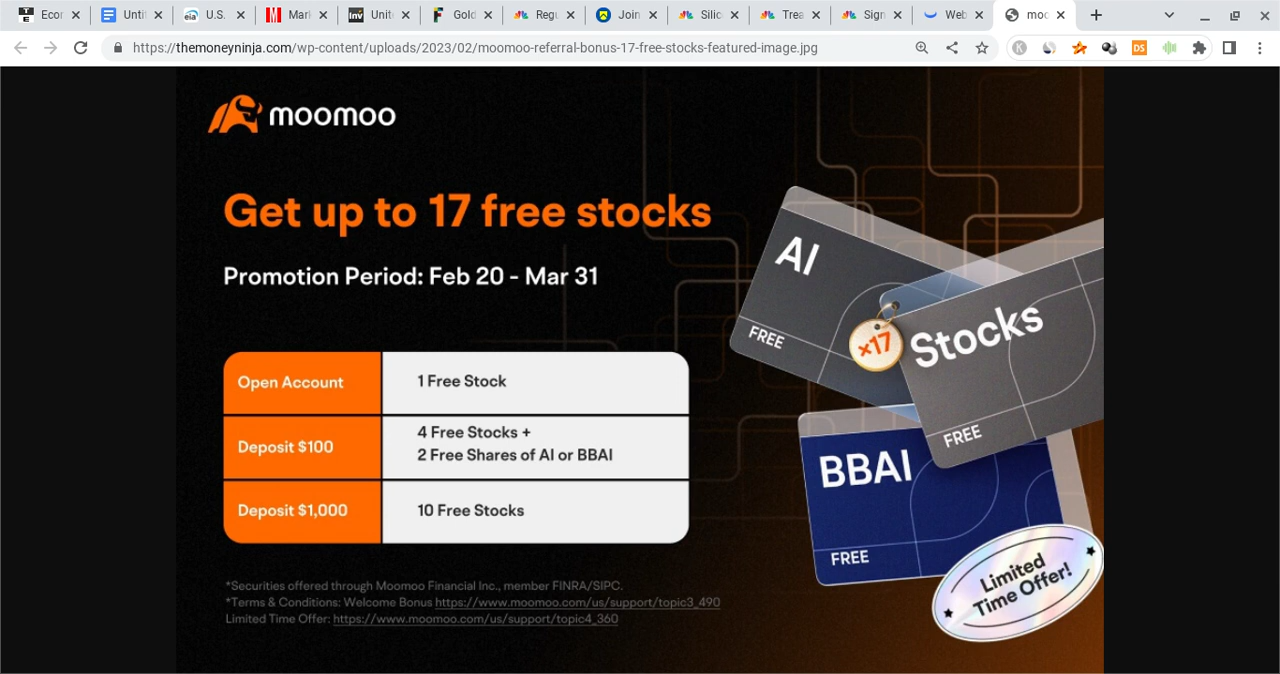 Econ
Untit
U.S.
Mark
Inv
Unite
Gold
Regu
Join
Silic
Trea
Sign
Web
moo
https://themoneyninja.com/wp-content/uploads/2023/02/moomoo-referral-bonus-17-free-stocks-featured-image.jpg
K
DS
moomoo
Get up to 17 free stocks
Promotion Period: Feb 20 - Mar 31
Open Account
1 Free Stock
Deposit $100
4 Free Stocks +
2 Free Shares of AI or BBAI
Deposit $1,000
10 Free Stocks
AI
FREE
×17
Stocks
FREE
BBAI
FREE
Limited
Time Offer!
*Securities offered through Moomoo Financial Inc., member FINRA/SIPC.
*Terms & Conditions: Welcome Bonus https://www.moomoo.com/us/support/topic3_490
Limited Time Offer: https://www.moomoo.com/us/support/topic4_360